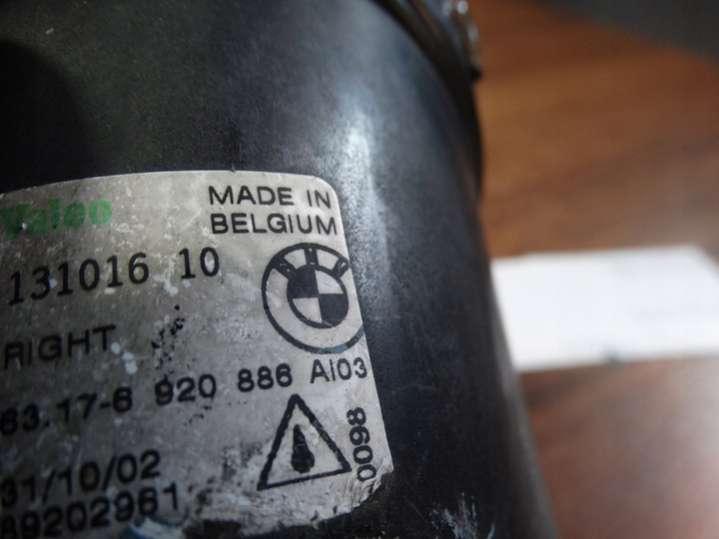 Valeo
MADE IN
BELGIUM
131016 10
RIGHT
63.17-6 920 886 AI03
0098
31/10/02
89202961